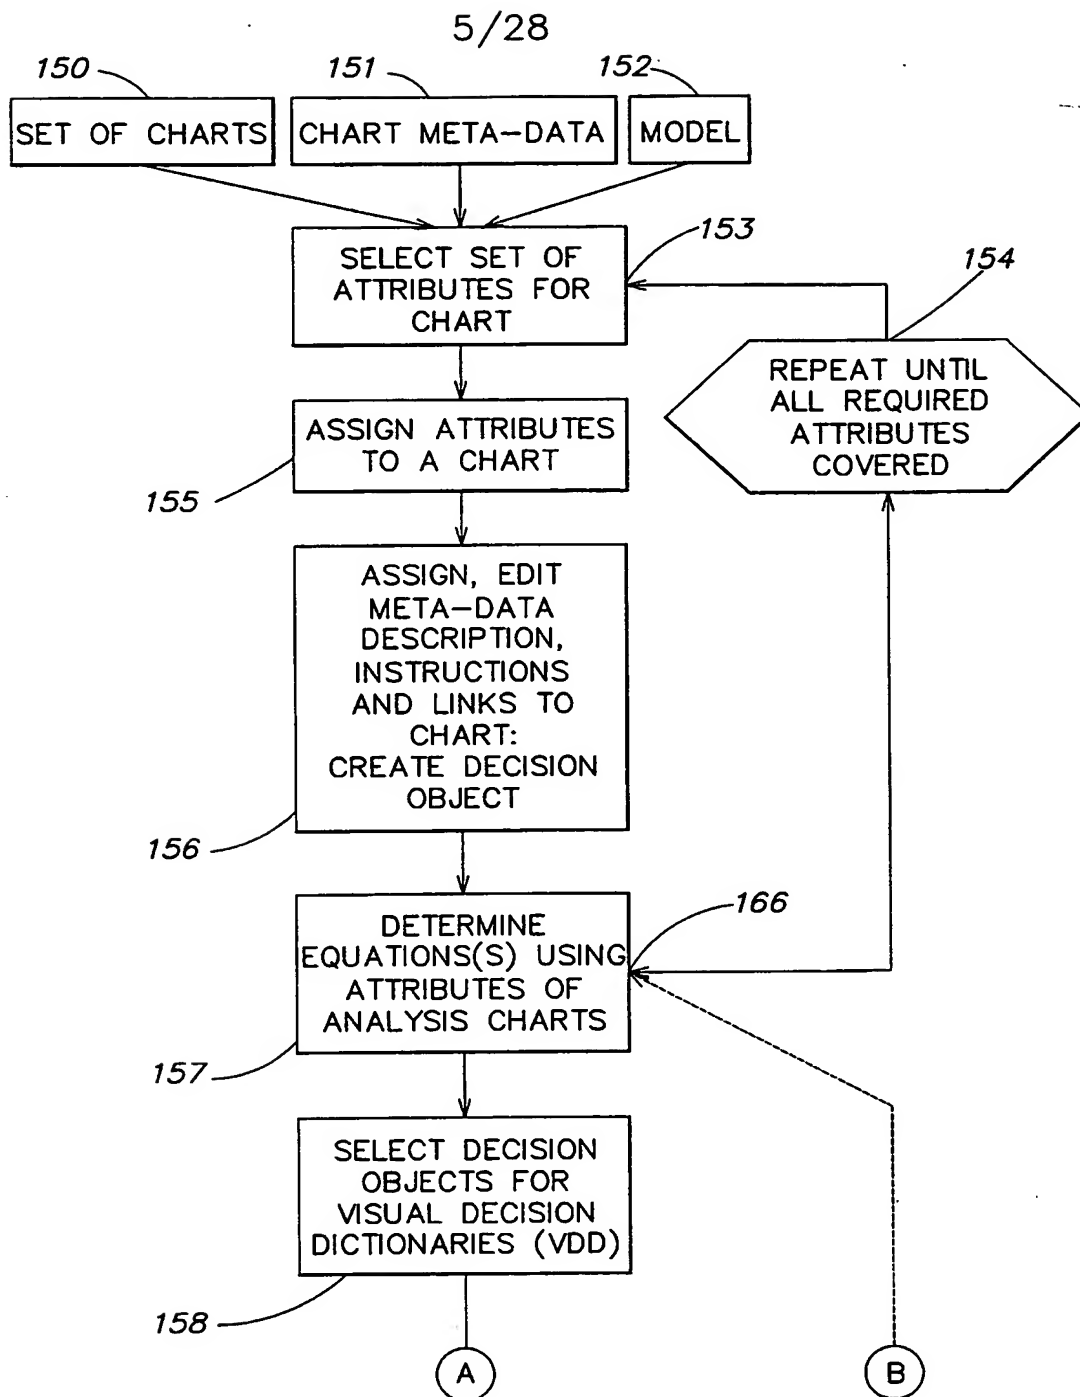 5/28
150
151
152
SET OF CHARTS
CHART META-DATA
MODEL
153
SELECT SET OF
ATTRIBUTES FOR
CHART
154
REPEAT UNTIL
ALL REQUIRED
ATTRIBUTES
COVERED
ASSIGN ATTRIBUTES
TO A CHART
155
ASSIGN, EDIT
META-DATA
DESCRIPTION,
INSTRUCTIONS
AND LINKS TO
CHART:
CREATE DECISION
OBJECT
156
166
DETERMINE
EQUATIONS(S) USING
ATTRIBUTES OF
ANALYSIS CHARTS
157
SELECT DECISION
OBJECTS FOR
VISUAL DECISION
DICTIONARIES (VDD)
158
A
B